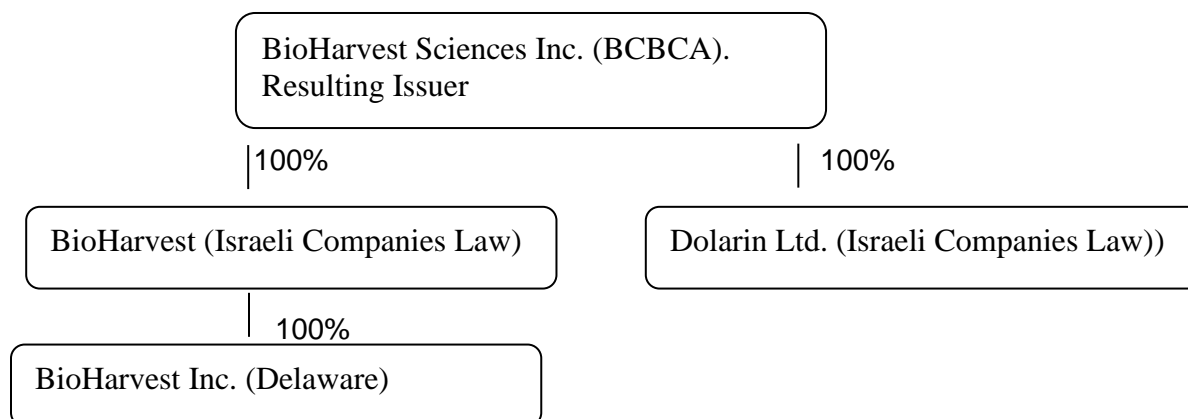 BioHarvest Sciences Inc. (BCBCA).
Resulting Issuer
100%
100%
BioHarvest (Israeli Companies Law)
Dolarin Ltd. (Israeli Companies Law))
100%
BioHarvest Inc. (Delaware)